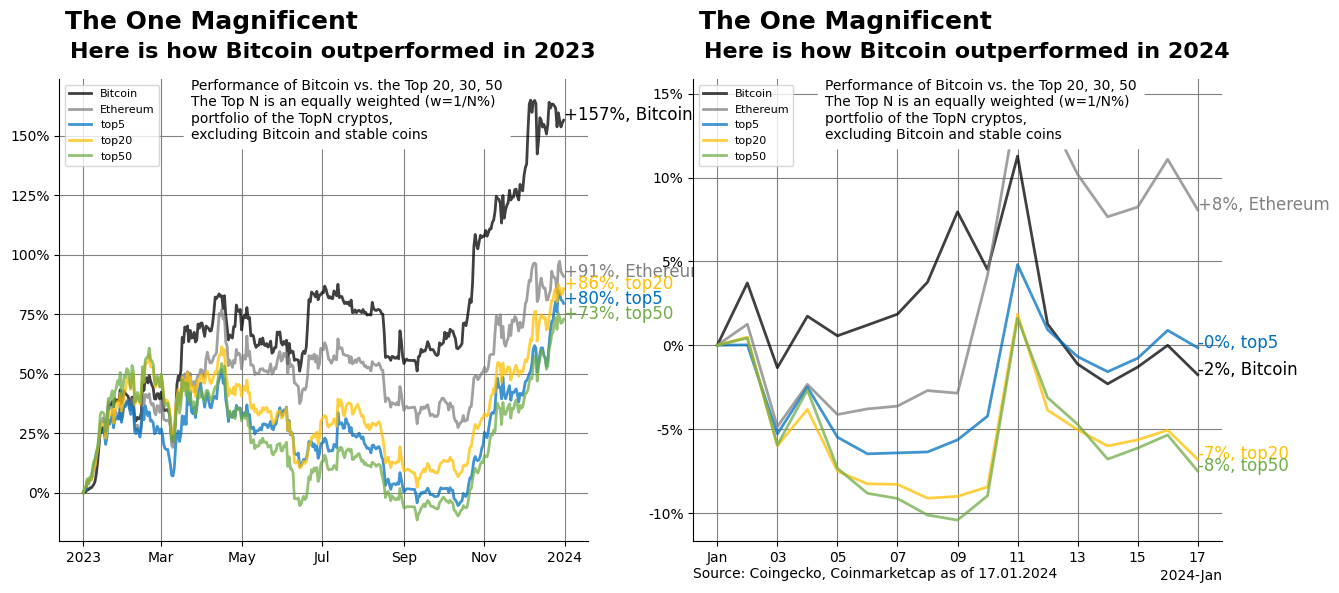 The One Magnificent
Here is how Bitcoin outperformed in 2023
Bitcoin
Ethereum
top5
top20
top50
Performance of Bitcoin vs. the Top 20, 30, 50
The Top N is an equally weighted (w=1/N%)
portfolio of the TopN cryptos,
excluding Bitcoin and stable coins
150%
125%
100%
75%
50%
25%
0%
+157%, Bitcoin
+91%, Ethereu
+86%, top20
+80%, top5
+73%, top50
2023
Mar
May
Jul
Sep
Nov
2024
The One Magnificent
Here is how Bitcoin outperformed in 2024
Bitcoin
Ethereum
top5
top20
top50
Performance of Bitcoin vs. the Top 20, 30, 50
The Top N is an equally weighted (w=1/N%)
portfolio of the TopN cryptos,
excluding Bitcoin and stable coins
15%
10%
5%
0%
-5%
-10%
+8%, Ethereum
-0%, top5
-2%, Bitcoin
-7%, top20
-8%, top50
Jan
03
05
07
09
11
13
15
17
2024-Jan
Source: Coingecko, Coinmarketcap as of 17.01.2024